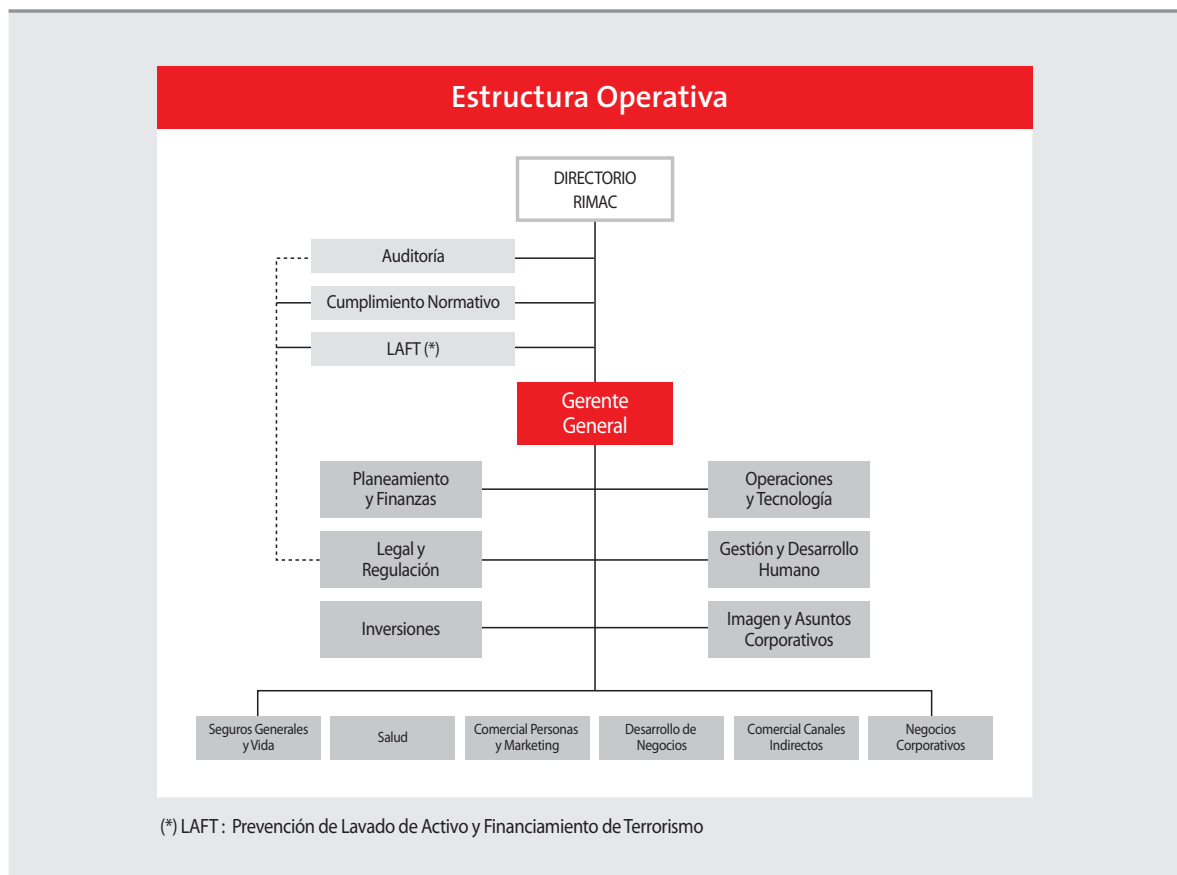 Estructura Operativa
DIRECTORIO
RIMAC
Auditoría
Cumplimiento Normativo
LAFT (*)
Gerente
General
Planeamiento
y Finanzas
Operaciones
y Tecnología
Legal y
Regulación
Gestión y Desarrollo
Humano
Inversiones
Imagen y Asuntos
Corporativos
Seguros Generales
y Vida
Salud
Comercial Personas
y Marketing
Desarrollo de
Negocios
Comercial Canales
Indirectos
Negocios
Corporativos
(*) LAFT : Prevención de Lavado de Activo y Financiamiento de Terrorismo